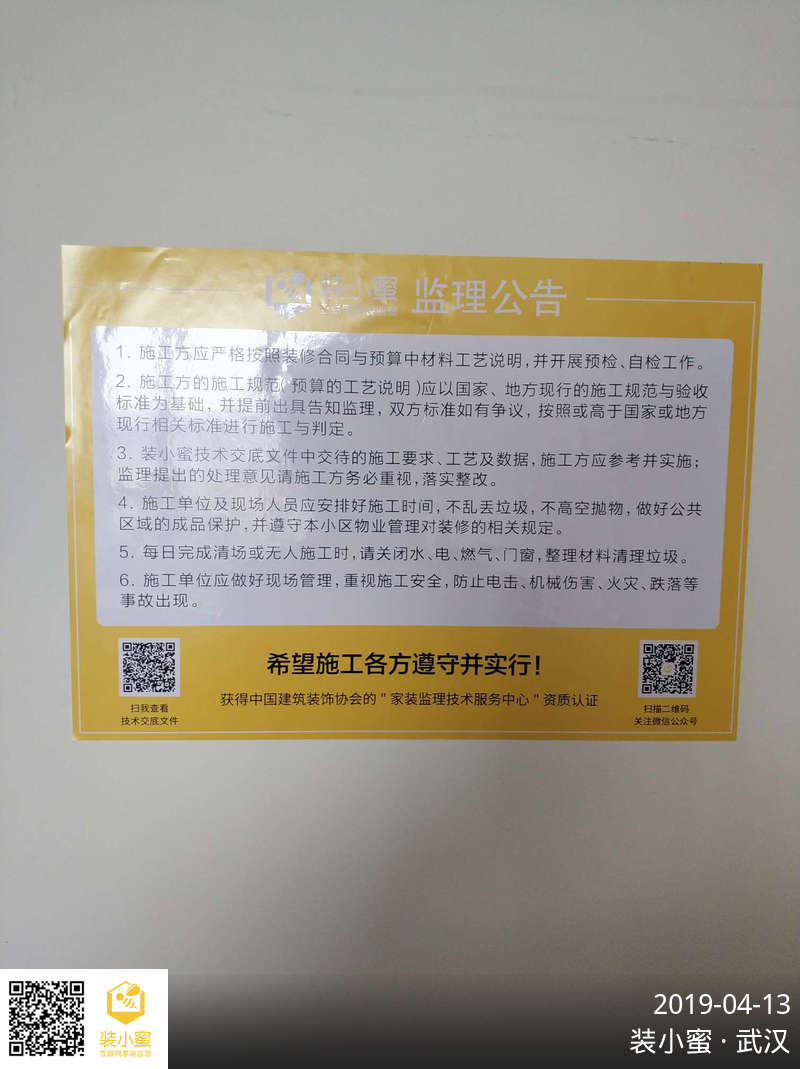 装小蜜 监理公告
1. 施工方应严格按照装修合同与预算中材料工艺说明,并开展预检、自检工作。
2. 施工方的施工规范(预算的工艺说明)应以国家、地方现行的施工规范与验收
标准为基础,并提前出具告知监理,双方标准如有争议,按照或高于国家或地方
现行相关标准进行施工与判定。
3. 装小蜜技术交底文件中交待的施工要求、工艺及数据,施工方应参考并实施;
监理提出的处理意见请施工方务必重视,落实整改。
4. 施工单位及现场人员应安排好施工时间,不乱丢垃圾,不高空抛物,做好公共
区域的成品保护,并遵守本小区物业管理对装修的相关规定。
5. 每日完成清场或无人施工时,请关闭水、电、燃气、门窗,整理材料清理垃圾。
6. 施工单位应做好现场管理,重视施工安全,防止电击、机械伤害、火灾、跌落等
事故出现。
希望施工各方遵守并实行!
获得中国建筑装饰协会的"家装监理技术服务中心"资质认证
扫我查看
技术交底文件
扫描二维码
关注微信公众号
2019-04-13
装小蜜·武汉
装小蜜